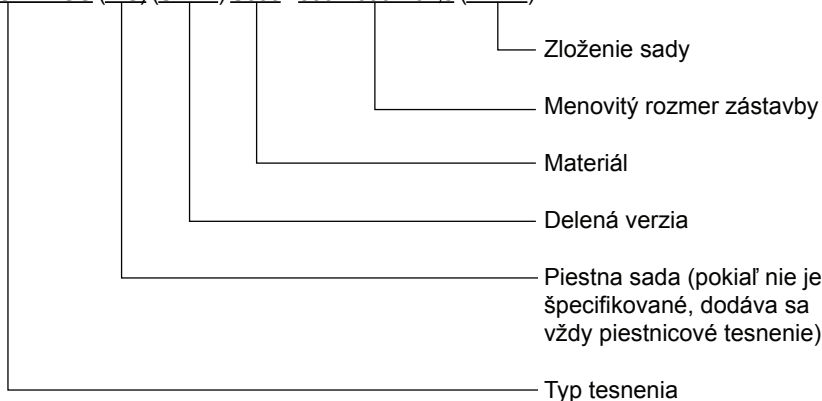 Zloženie sady
Menovitý rozmer zástavby
Materiál
Delená verzia
Piestna sada (pokiaľ nie je
špecifikované, dodáva sa
vždy piestnicové tesnenie)
Typ tesnenia